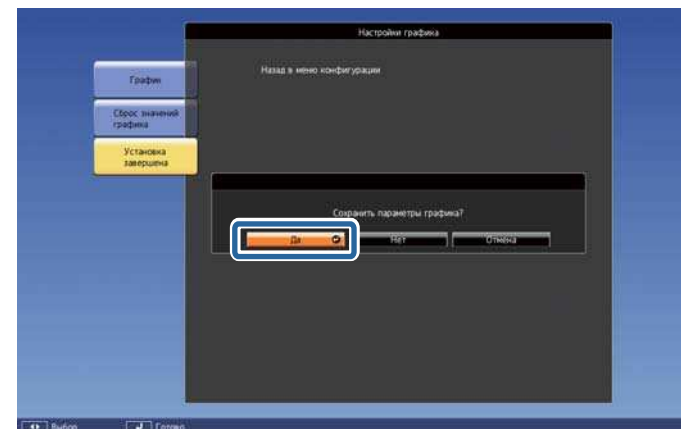 Настройки графика
Назад в меню конфигурации
График
Сброс значений
графика
Установка
завершена
Сохранить параметры графика?
Да Нет Отмена
Выбор Готово